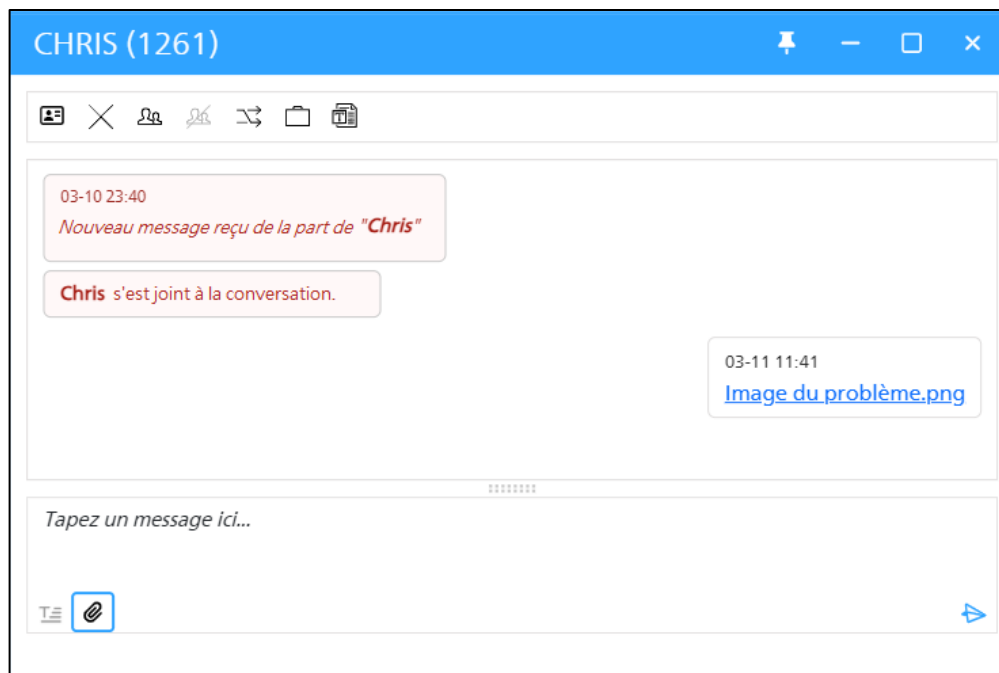 CHRIS (1261)
03-10 23:40
Nouveau message reçu de la part de "Chris"
Chris s'est joint à la conversation.
03-11 11:41
Image du problème.png
Tapez un message ici...